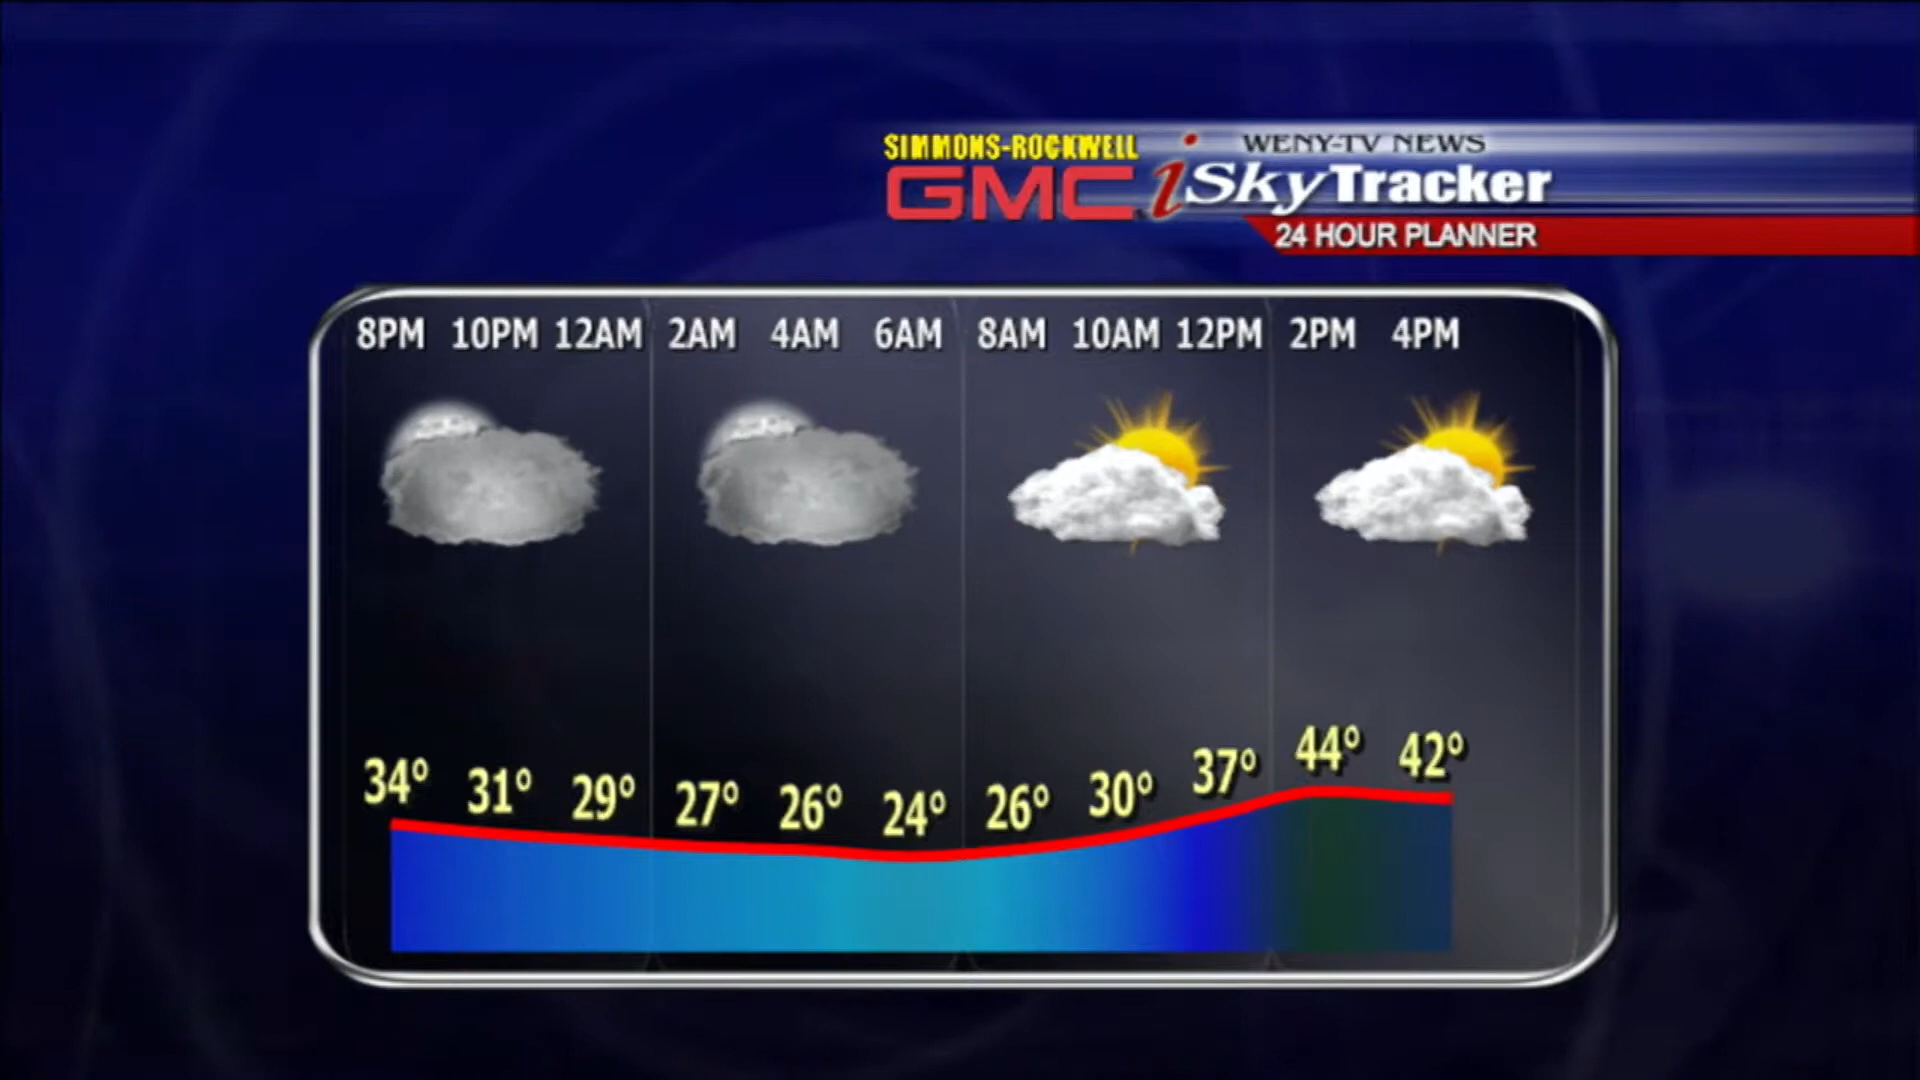 SIMMONS-ROCKWELL
GMC
WENY-TV NEWS
iSkyTracker
24 HOUR PLANNER
8PM 10PM 12AM 2AM 4AM 6AM 8AM 10AM 12PM 2PM 4PM
34° 31° 29° 27° 26° 24° 26° 30° 37° 44° 42°